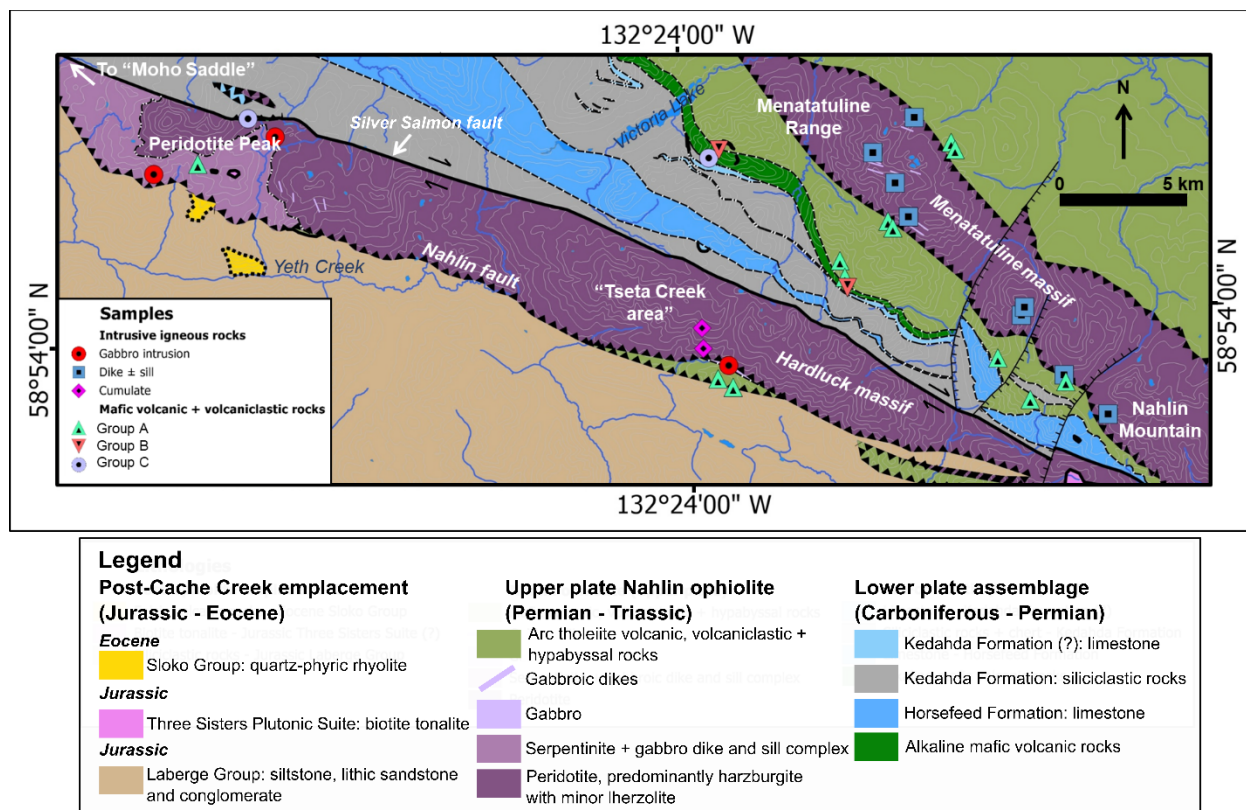 132°24'00" W
To “Moho Saddle”
Silver Salmon fault
Peridotite Peak
Victoria Lake
Menatatuline
Range
N
5 km
0
Menatatuline massif
58°54'00" N
58°54'00" N
Yeth Creek
Nahlin fault
“Tseta Creek
area”
Hardluck massif
Nahlin
Mountain
Samples
Intrusive igneous rocks
Gabbro intrusion
Dike ± sill
Cumulate
Mafic volcanic + volcaniclastic rocks
Group A
Group B
Group C
132°24'00" W
Legend
Post-Cache Creek emplacement
(Jurassic - Eocene)
Eocene
Sloko Group: quartz-phyric rhyolite
Jurassic
Three Sisters Plutonic Suite: biotite tonalite
Jurassic
Laberge Group: siltstone, lithic sandstone
and conglomerate
Upper plate Nahlin ophiolite
(Permian - Triassic)
Arc tholeiite volcanic, volcaniclastic +
hypabyssal rocks
Gabbroic dikes
Gabbro
Serpentinite + gabbro dike and sill complex
Peridotite, predominantly harzburgite
with minor lherzolite
Lower plate assemblage
(Carboniferous - Permian)
Kedahda Formation (?): limestone
Kedahda Formation: siliciclastic rocks
Horsefeed Formation: limestone
Alkaline mafic volcanic rocks